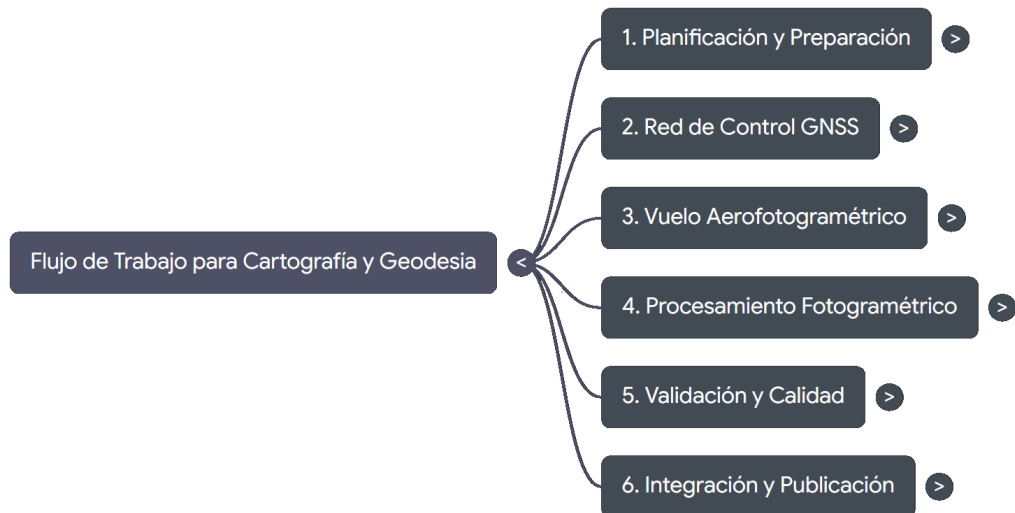 Flujo de Trabajo para Cartografía y Geodesia
<
1. Planificación y Preparación >
2. Red de Control GNSS >
3. Vuelo Aerofotogramétrico >
4. Procesamiento Fotogramétrico >
5. Validación y Calidad >
6. Integración y Publicación >